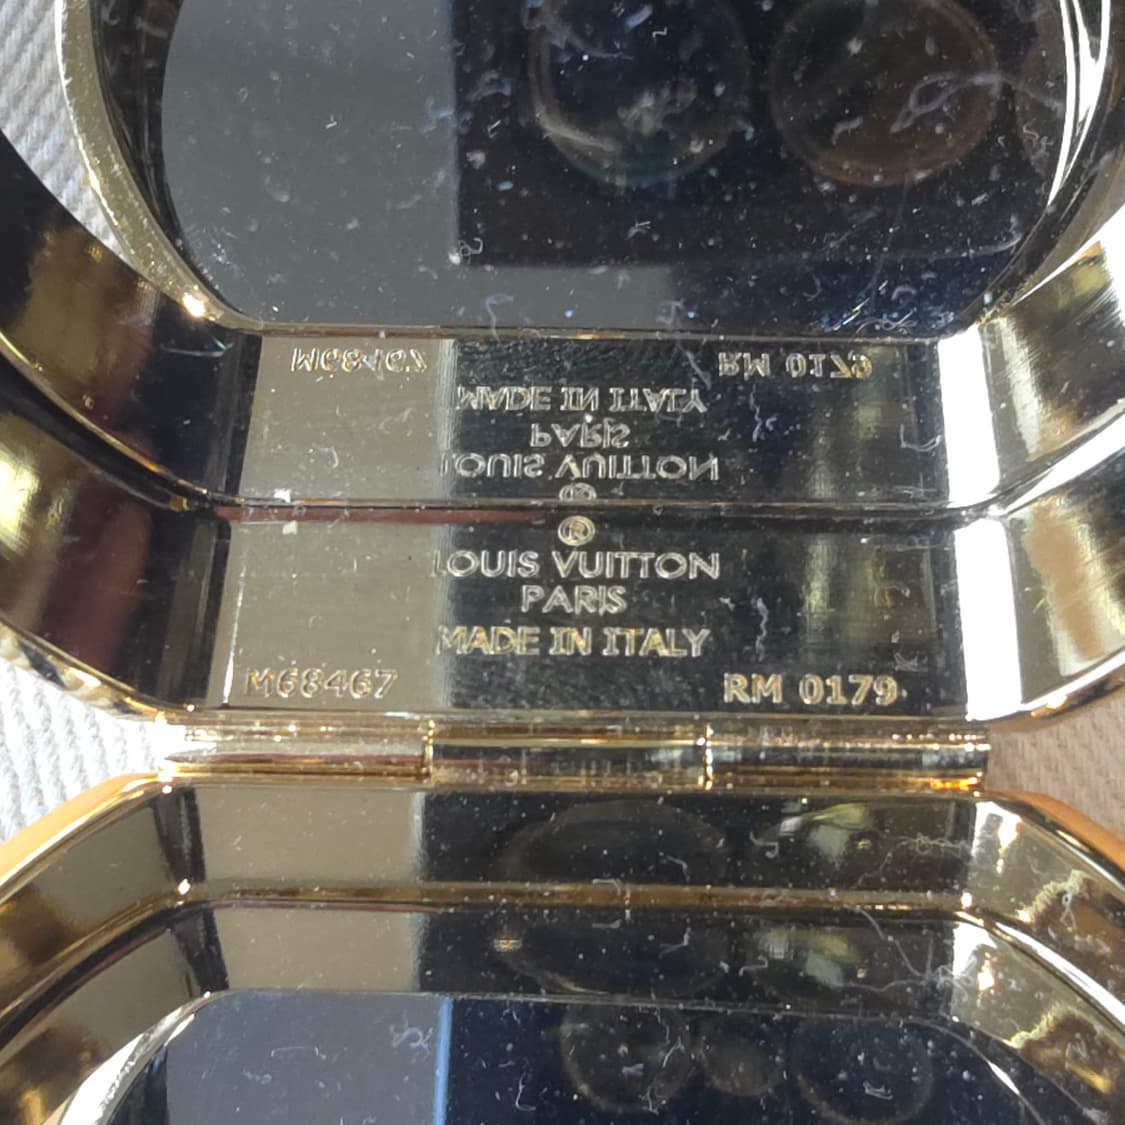 ®
LOUIS VUITTON
PARIS
MADE IN ITALY
M68467
RM 0179